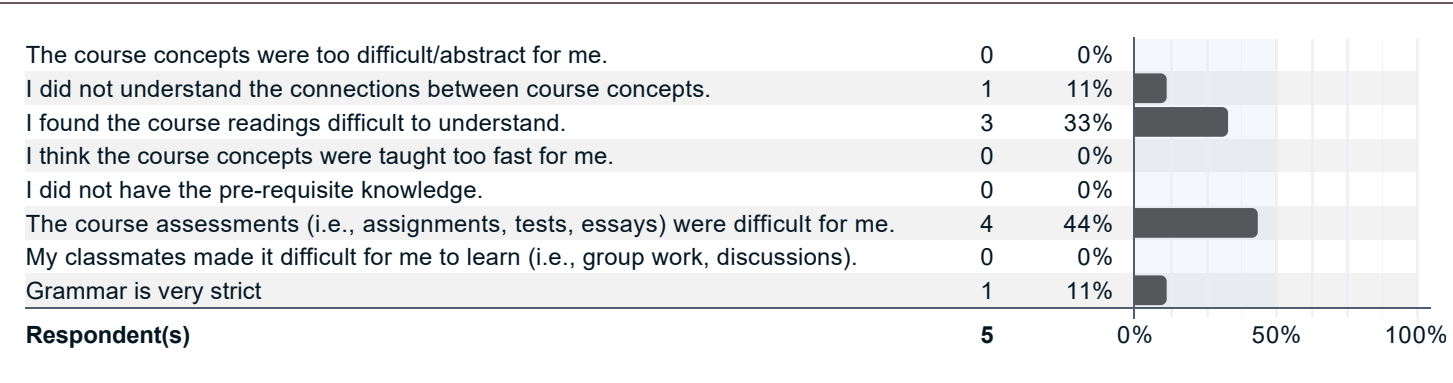 The course concepts were too difficult/abstract for me. 0 0%
I did not understand the connections between course concepts. 1 11%
I found the course readings difficult to understand. 3 33%
I think the course concepts were taught too fast for me. 0 0%
I did not have the pre-requisite knowledge. 0 0%
The course assessments (i.e., assignments, tests, essays) were difficult for me. 4 44%
My classmates made it difficult for me to learn (i.e., group work, discussions). 0 0%
Grammar is very strict 1 11%
Respondent(s) 5 0% 50% 100%